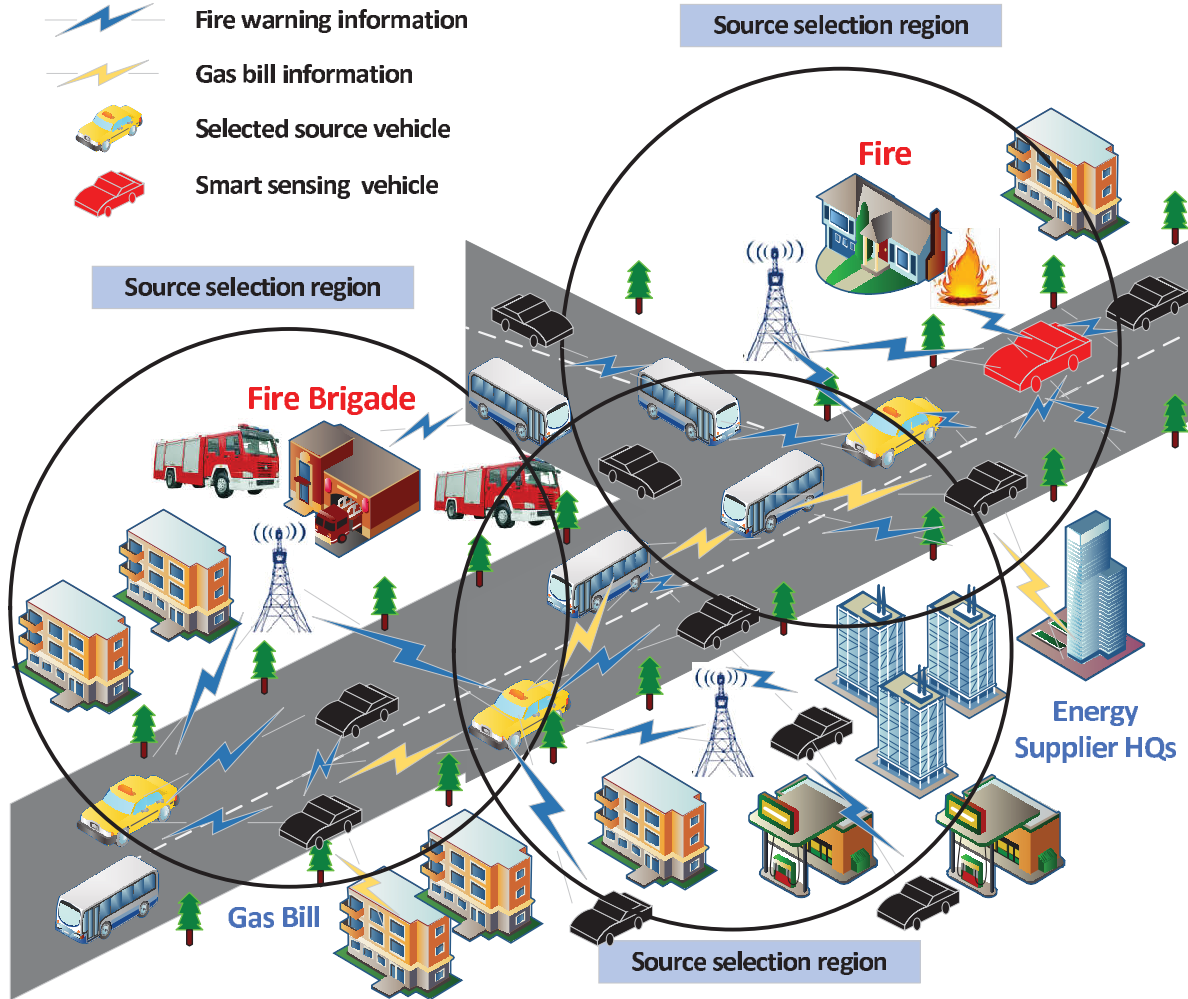 Fire warning information
Gas bill information
Selected source vehicle
Smart sensing vehicle
Source selection region
Fire
Source selection region
Fire Brigade
Energy
Supplier HQs
Gas Bill
Source selection region